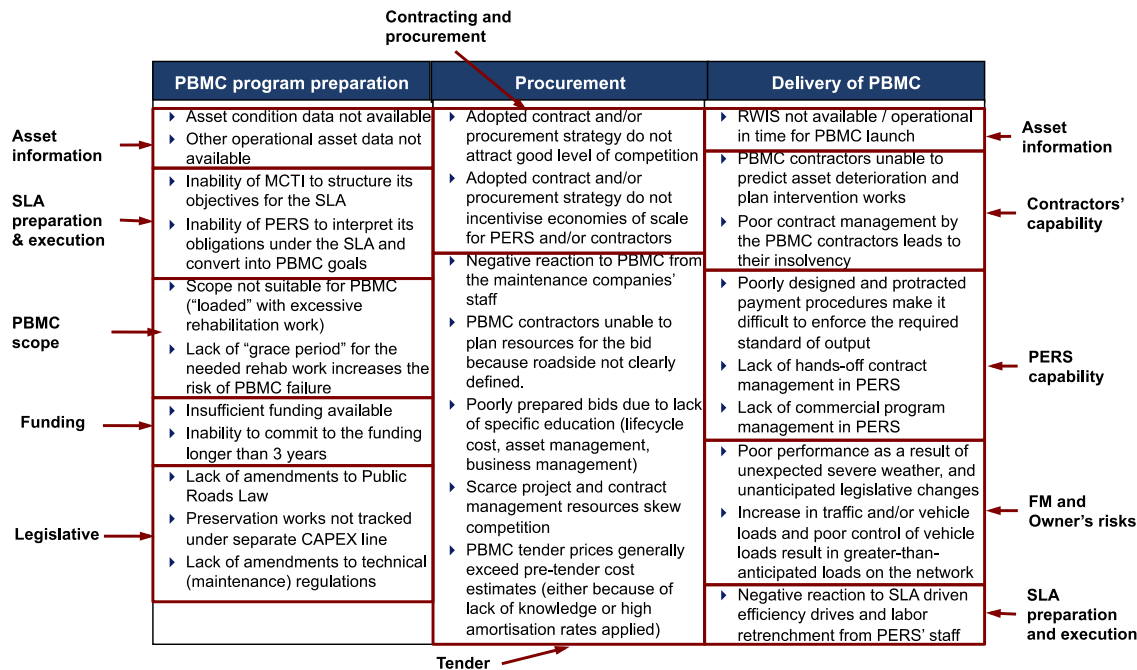 Contracting and
procurement
PBMC program preparation
Procurement
Delivery of PBMC
Asset
information
SLA
preparation
& execution
PBMC
scope
Funding
Legislative
Asset condition data not available
Other operational asset data not
available
Inability of MCTI to structure its
objectives for the SLA
Inability of PERS to interpret its
obligations under the SLA and
convert into PBMC goals
Scope not suitable for PBMC
(“loaded” with excessive
rehabilitation work)
Lack of “grace period” for the
needed rehab work increases the
risk of PBMC failure
Insufficient funding available
Inability to commit to the funding
longer than 3 years
Lack of amendments to Public
Roads Law
Preservation works not tracked
under separate CAPEX line
Lack of amendments to technical
(maintenance) regulations
Adopted contract and/or
procurement strategy do not
attract good level of competition
Adopted contract and/or
procurement strategy do not
incentivise economies of scale
for PERS and/or contractors
Negative reaction to PBMC from
the maintenance companies’
staff
PBMC contractors unable to
plan resources for the bid
because roadside not clearly
defined.
Poorly prepared bids due to lack
of specific education (lifecycle
cost, asset management,
business management)
Scarce project and contract
management resources skew
competition
PBMC tender prices generally
exceed pre-tender cost
estimates (either because of
lack of knowledge or high
amortisation rates applied)
Tender
RWIS not available / operational
in time for PBMC launch
PBMC contractors unable to
predict asset deterioration and
plan intervention works
Poor contract management by
the PBMC contractors leads to
their insolvency
Poorly designed and protracted
payment procedures make it
difficult to enforce the required
standard of output
Lack of hands-off contract
management in PERS
Lack of commercial program
management in PERS
Poor performance as a result of
unexpected severe weather, and
unanticipated legislative changes
Increase in traffic and/or vehicle
loads and poor control of vehicle
loads result in greater-than-
anticipated loads on the network
Negative reaction to SLA driven
efficiency drives and labor
retrenchment from PERS’ staff
Asset
information
Contractors’
capability
PERS
capability
FM and
Owner’s risks
SLA
preparation
and execution